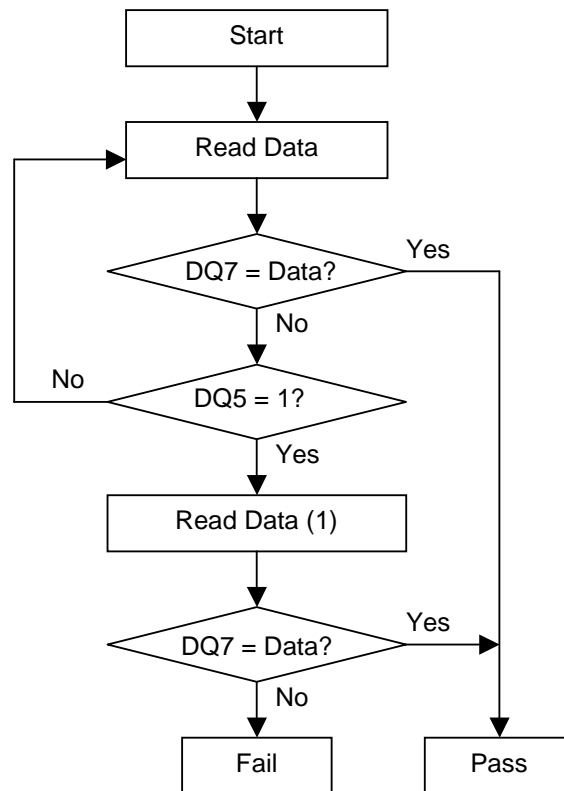 Start
Read Data
Yes
DQ7 = Data?
No
No
DQ5 = 1?
Yes
Read Data (1)
Yes
DQ7 = Data?
No
Fail
Pass